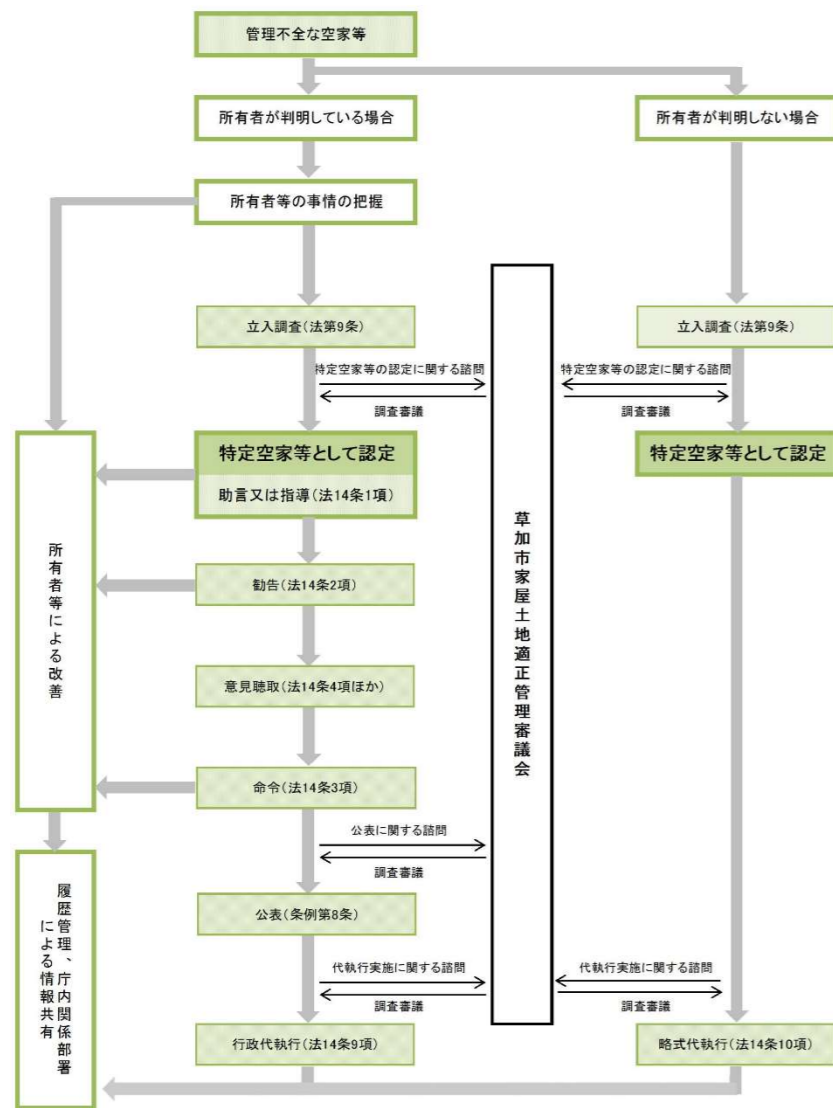 管理不全な空家等
所有者が判明している場合
所有者が判明しない場合
所有者等の事情の把握
立入調査(法第9条)
立入調査(法第9条)
特定空家等の認定に関する諮問
調査審議
特定空家等の認定に関する諮問
調査審議
特定空家等として認定
助言又は指導(法14条1項)
特定空家等として認定
草加市家屋土地適正管理審議会
所有者等による改善
勧告(法14条2項)
意見聴取(法14条4項ほか)
命令(法14条3項)
公表に関する諮問
調査審議
公表(条例第8条)
履歴管理、庁内関係部署
による情報共有
代執行実施に関する諮問
調査審議
代執行実施に関する諮問
調査審議
行政代執行(法14条9項)
略式代執行(法14条10項)